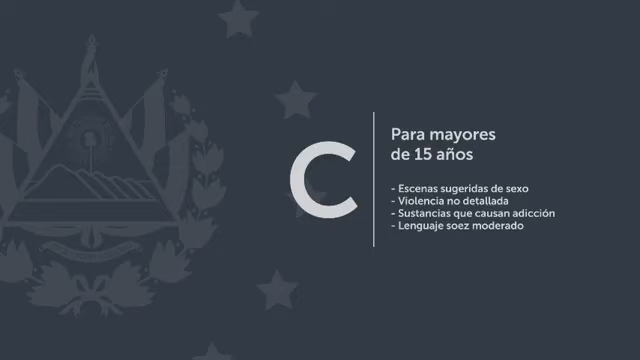 C
Para mayores
de 15 años
- Escenas sugeridas de sexo
- Violencia no detallada
- Sustancias que causan adicción
- Lenguaje soez moderado